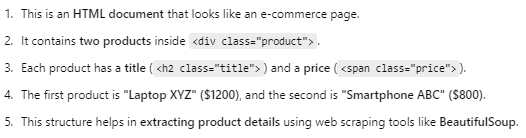 1. This is an HTML document that looks like an e-commerce page.
2. It contains two products inside <div class="product">.
3. Each product has a title (<h2 class="title">) and a price (<span class="price">).
4. The first product is "Laptop XYZ" ($1200), and the second is "Smartphone ABC" ($800).
5. This structure helps in extracting product details using web scraping tools like BeautifulSoup.